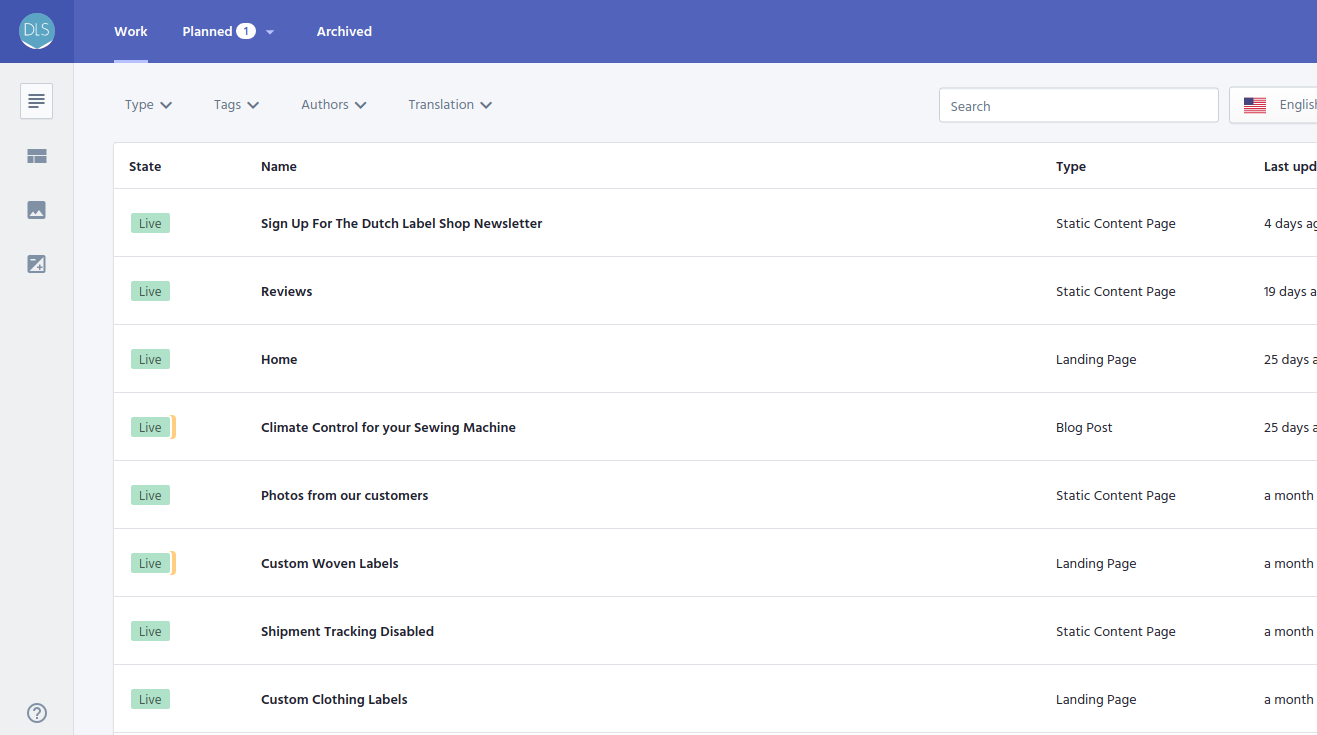 DLS
Work Planned 1 Archived
Type Tags Authors Translation Search English
State Name Type Last upd
Live Sign Up For The Dutch Label Shop Newsletter Static Content Page 4 days ag
Live Reviews Static Content Page 19 days a
Live Home Landing Page 25 days a
Live Climate Control for your Sewing Machine Blog Post 25 days a
Live Photos from our customers Static Content Page a month
Live Custom Woven Labels Landing Page a month
Live Shipment Tracking Disabled Static Content Page a month
Live Custom Clothing Labels Landing Page a month
?